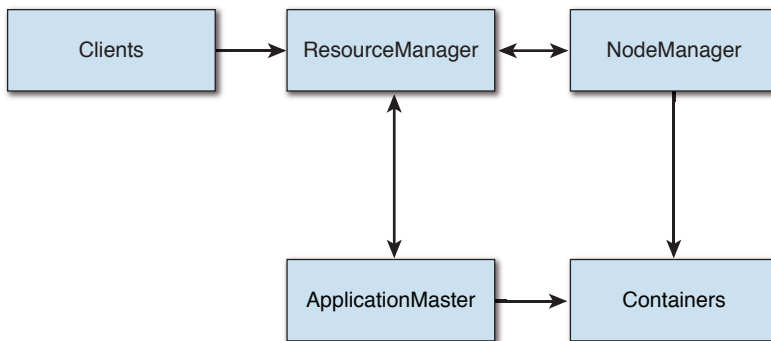 Clients
ResourceManager
NodeManager
ApplicationMaster
Containers